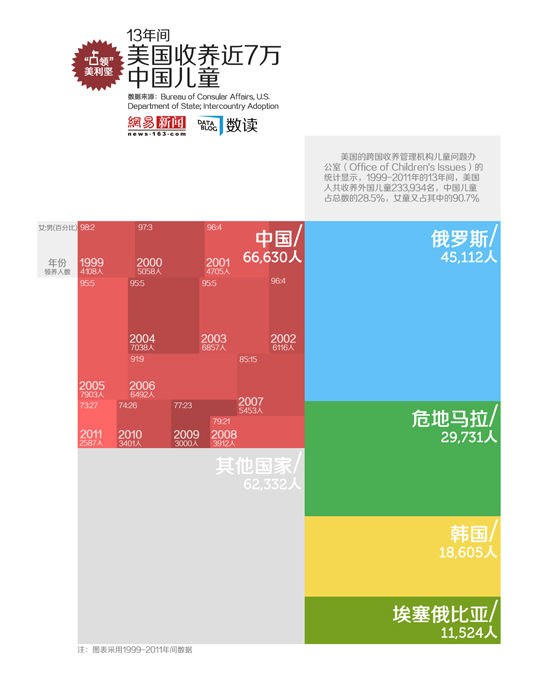 13年间
“占领”
美利坚
美国收养近7万
中国儿童
数据来源：Bureau of Consular Affairs, U.S.
Department of State; Intercountry Adoption
網易新闻
news·163·com
DATA
BLOG
数读
美国的跨国收养管理机构儿童问题办
公室（Office of Children's Issues）的
统计显示，1999-2011年的13年间，美国
人共收养外国儿童233,934名，中国儿童
占总数的28.5%，女童又占其中的90.7%
女:男(百分比)
98:2
97:3
96:4
中国/
66,630人
俄罗斯/
45,112人
年份
领养人数
1999
4108人
2000
5058人
2001
4705人
95:5
95:5
95:5
96:4
2004
7038人
2003
6857人
2002
6116人
91:9
85:15
2005
7903人
2006
6492人
2007
5453人
73:27
74:26
77:23
79:21
2011
2587人
2010
3401人
2009
3000人
2008
3912人
危地马拉/
29,731人
其他国家/
62,332人
韩国/
18,605人
埃塞俄比亚/
11,524人
注：图表采用1999-2011年间数据